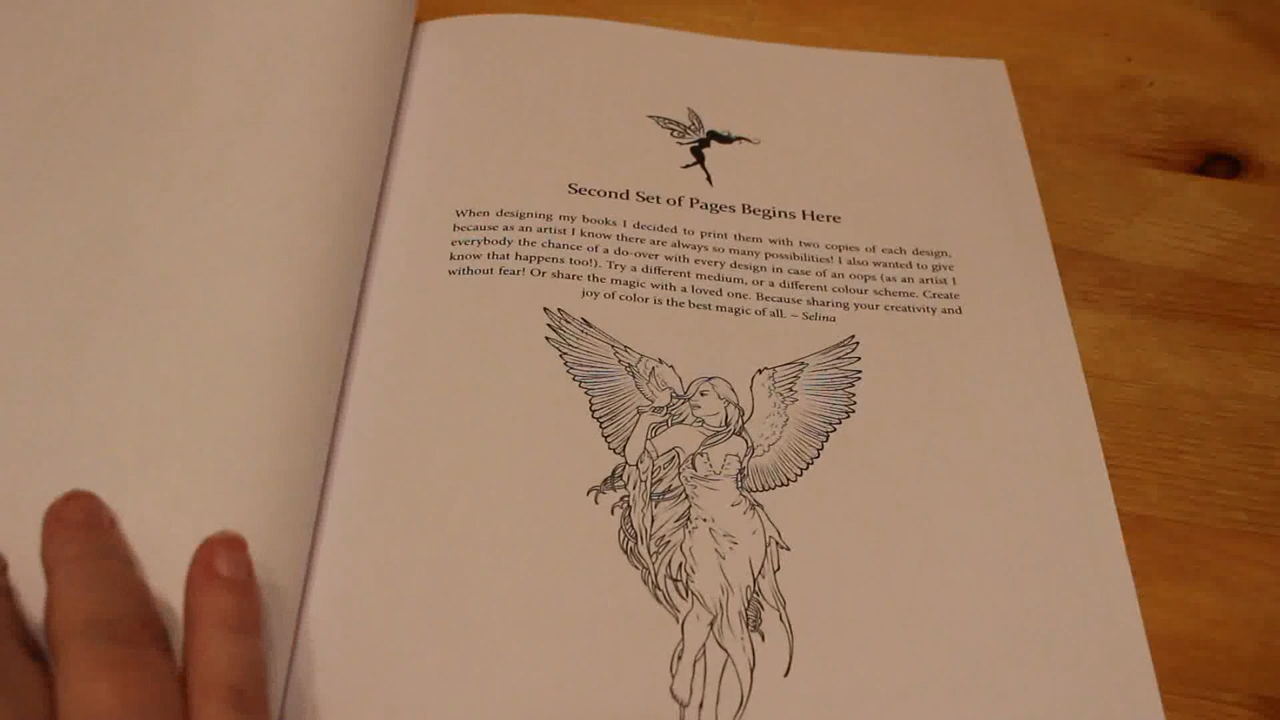 Second Set of Pages Begins Here
When designing my books I decided to print them with two copies of each design,
because as an artist I know there are always so many possibilities! I also wanted to give
everybody the chance of a do-over with every design in case of an oops (as an artist I
know that happens too!). Try a different medium, or a different colour scheme. Create
without fear! Or share the magic with a loved one. Because sharing your creativity and
joy of color is the best magic of all. ~ Selina